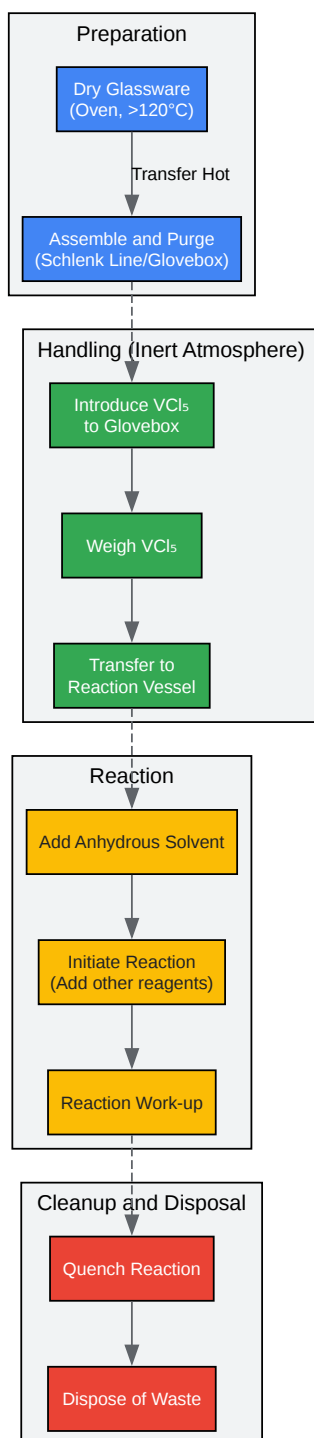 Preparation
Dry Glassware
(Oven, >120°C)
Transfer Hot
Assemble and Purge
(Schlenk Line/Glovebox)
Handling (Inert Atmosphere)
Introduce VCl₅
to Glovebox
Weigh VCl₅
Transfer to
Reaction Vessel
Reaction
Add Anhydrous Solvent
Initiate Reaction
(Add other reagents)
Reaction Work-up
Cleanup and Disposal
Quench Reaction
Dispose of Waste